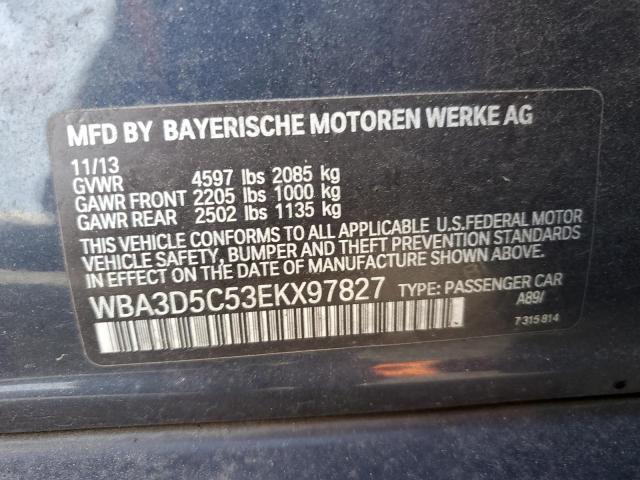 MFD BY BAYERISCHE MOTOREN WERKE AG
11/13
GVWR 4597 lbs 2085 kg
GAWR FRONT 2205 lbs 1000 kg
GAWR REAR 2502 lbs 1135 kg
THIS VEHICLE CONFORMS TO ALL APPLICABLE U.S.FEDERAL MOTOR
VEHICLE SAFETY, BUMPER AND THEFT PREVENTION STANDARDS
IN EFFECT ON THE DATE OF MANUFACTURE SHOWN ABOVE.
WBA3D5C53EKX97827 TYPE: PASSENGER CAR
A89/
7315814